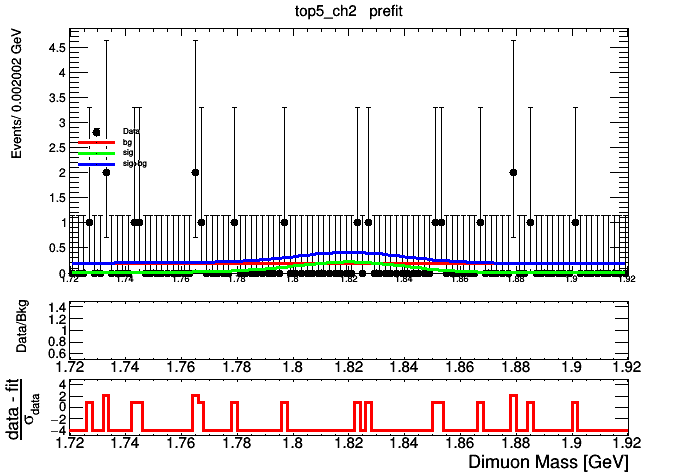 top5_ch2 prefit
Events/ 0.002002 GeV
4.5
4
3.5
3
2.5
2
1.5
1
0.5
0
Data
bg
sig
sig+bg
1.72 1.74 1.76 1.78 1.8 1.82 1.84 1.86 1.88 1.9 1.92
Data/Bkg
1.4
1.2
1
0.8
0.6
1.72 1.74 1.76 1.78 1.8 1.82 1.84 1.86 1.88 1.9 1.92
data - fit
σdata
4
2
0
−2
−4
1.72 1.74 1.76 1.78 1.8 1.82 1.84 1.86 1.88 1.9 1.92
Dimuon Mass [GeV]